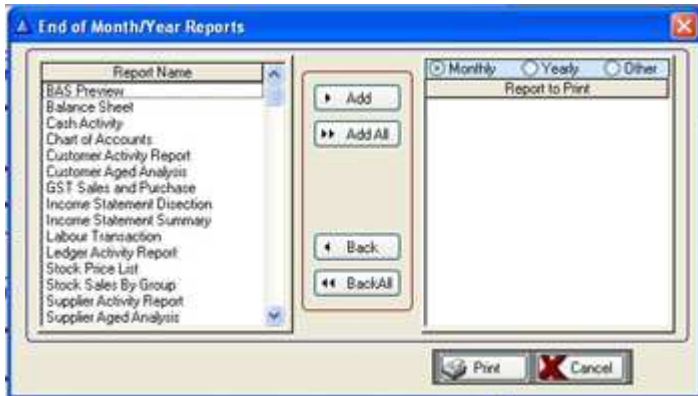 End of Month/Year Reports
Report Name
BAS Preview
Balance Sheet
Cash Activity
Chart of Accounts
Customer Activity Report
Customer Aged Analysis
GST Sales and Purchase
Income Statement Disection
Income Statement Summary
Labour Transaction
Ledger Activity Report
Stock Price List
Stock Sales By Group
Supplier Activity Report
Supplier Aged Analysis
Add
Add All
Back
BackAll
Monthly Yearly Other
Report to Print
Print Cancel